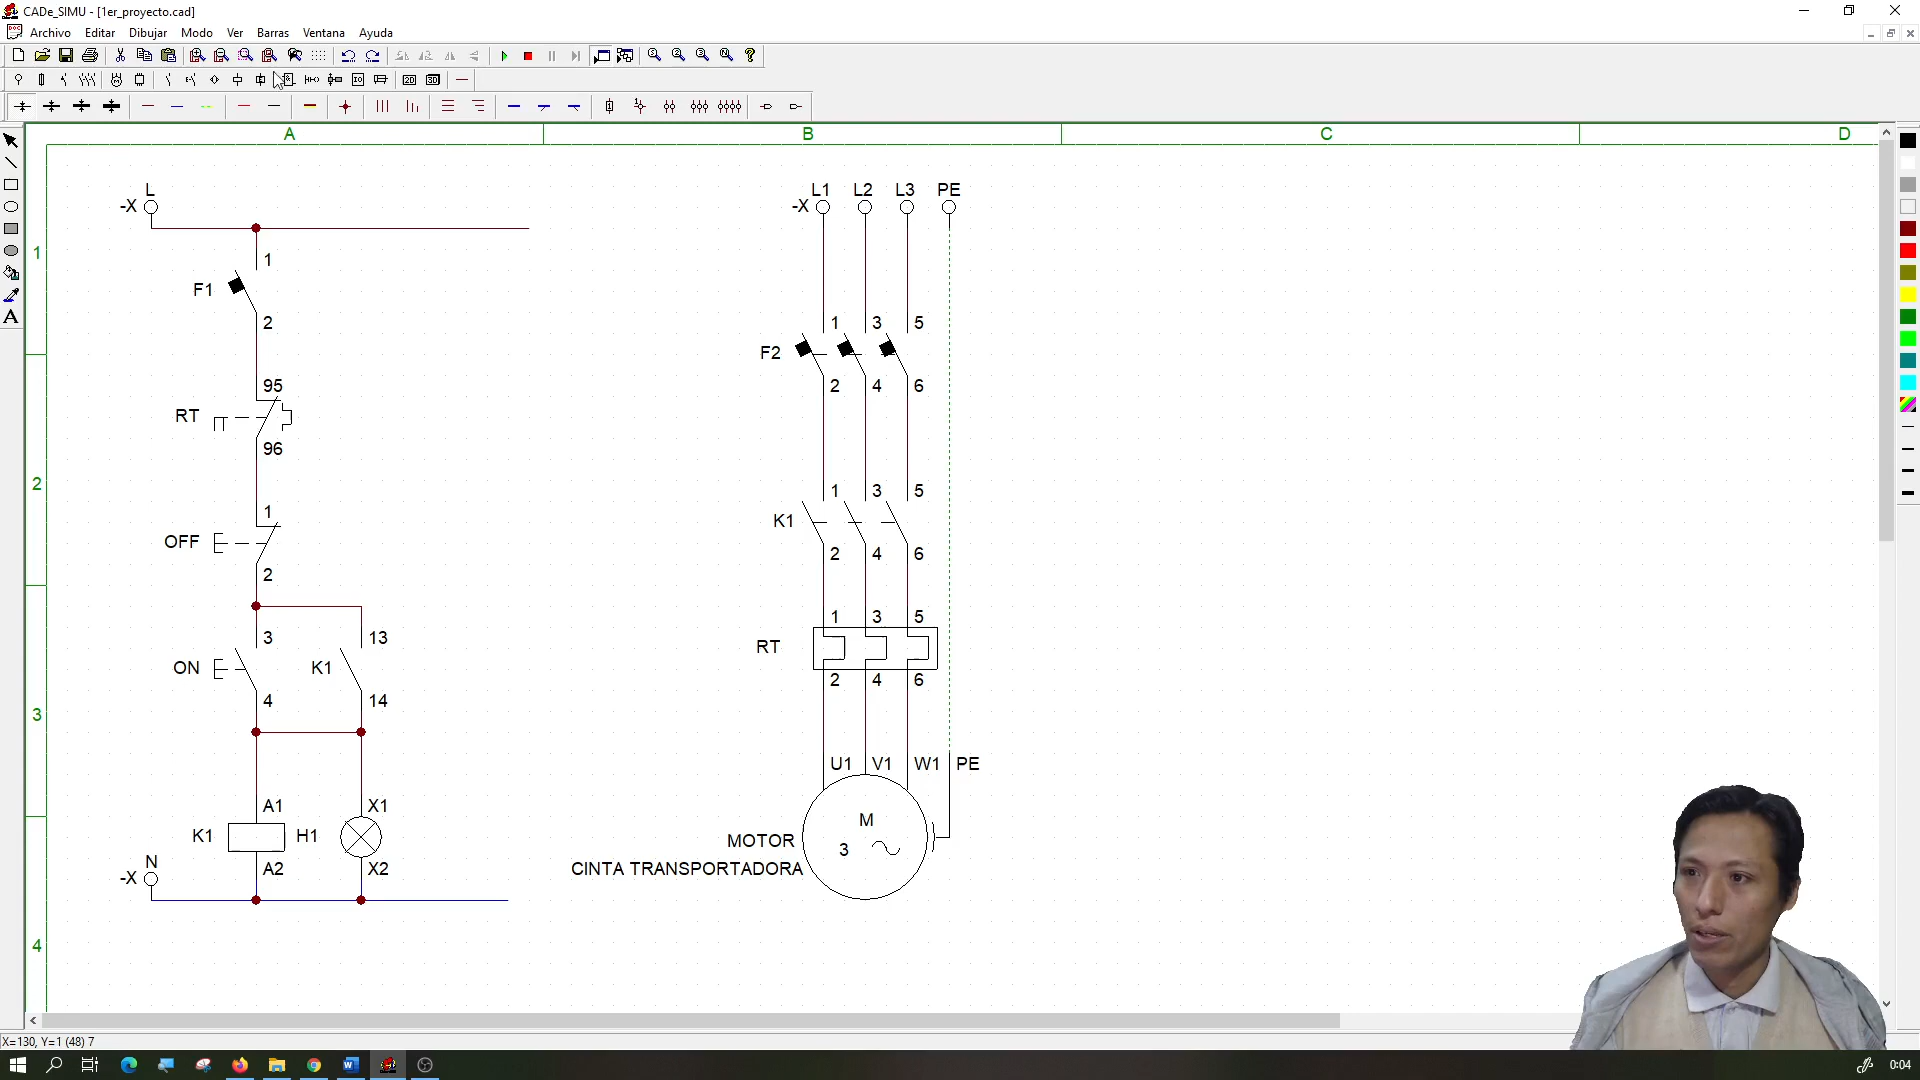 CADe_SIMU - [1er_proyecto.cad]
Archivo Editar Dibujar Modo Ver Barras Ventana Ayuda
A B C D
L L1 L2 L3 PE
-X -X
1
1
F1
2
1 3 5
F2
2 4 6
95
RT
96
2
1 3 5
K1
2 4 6
1
OFF
2
1 3 5
RT
2 4 6
3 13
ON K1
4 14
3
U1 V1 W1 PE
M
3
MOTOR
CINTA TRANSPORTADORA
A1 X1
K1 H1
A2 X2
N
-X
4
X=130, Y=1 (48) 7
0:04